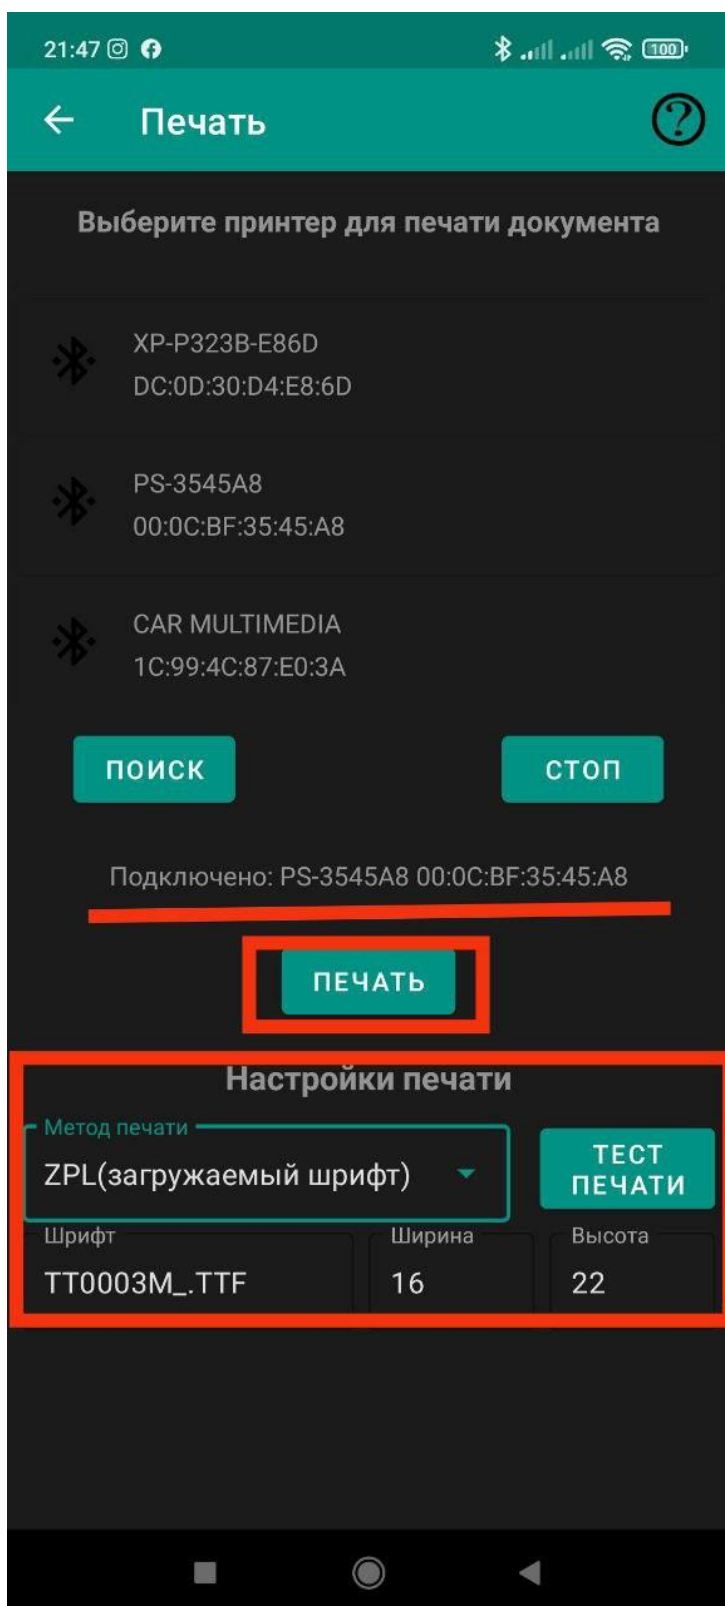 21:47
100
Печать
?
Выберите принтер для печати документа
XP-P323B-E86D
DC:0D:30:D4:E8:6D
PS-3545A8
00:0C:BF:35:45:A8
CAR MULTIMEDIA
1C:99:4C:87:E0:3A
ПОИСК
СТОП
Подключено: PS-3545A8 00:0C:BF:35:45:A8
ПЕЧАТЬ
Настройки печати
Метод печати
ZPL(загружаемый шрифт)
ТЕСТ
ПЕЧАТИ
Шрифт
Ширина
Высота
TT0003M_.TTF
16
22